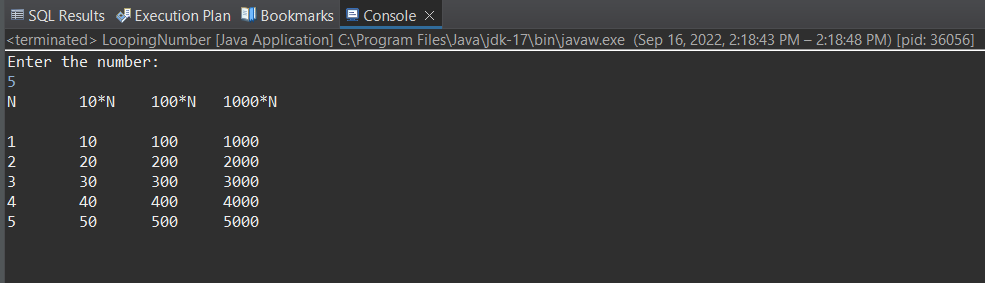 SQL Results Execution Plan Bookmarks Console
<terminated> LoopingNumber [Java Application] C:\Program Files\Java\jdk-17\bin\javaw.exe (Sep 16, 2022, 2:18:43 PM – 2:18:48 PM) [pid: 36056]
Enter the number:
5
N 10*N 100*N 1000*N
1 10 100 1000
2 20 200 2000
3 30 300 3000
4 40 400 4000
5 50 500 5000